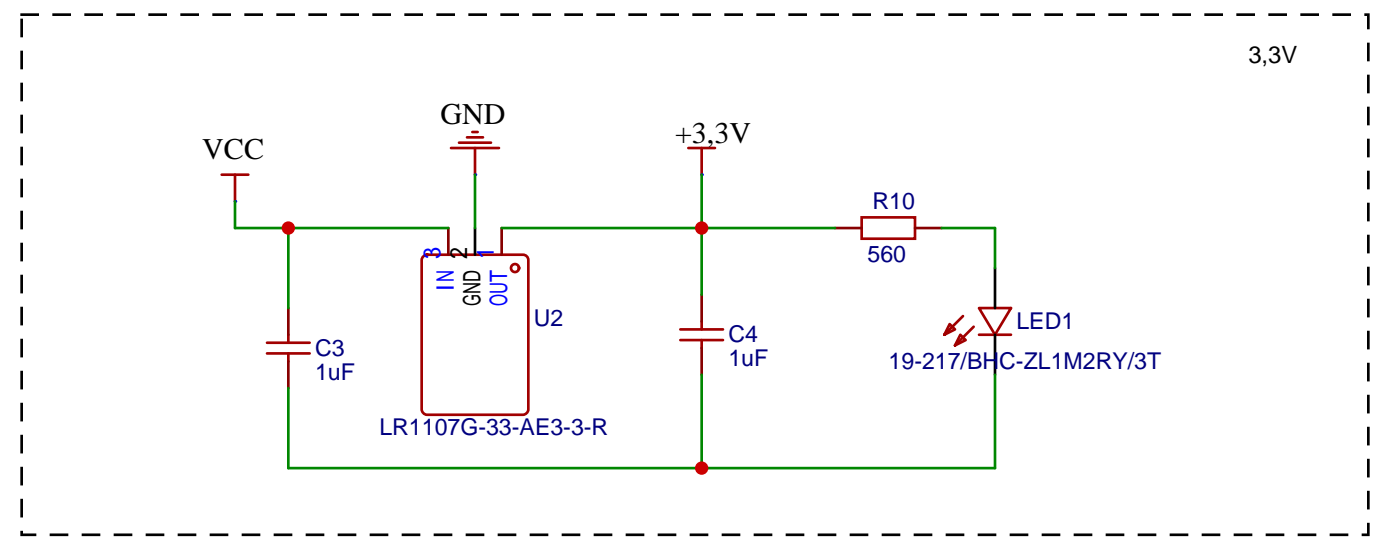 3,3V
GND
+3,3V
VCC
R10
560
3
2
1
IN
GND
OUT
U2
LED1
C4
1uF
C3
1uF
19-217/BHC-ZL1M2RY/3T
LR1107G-33-AE3-3-R